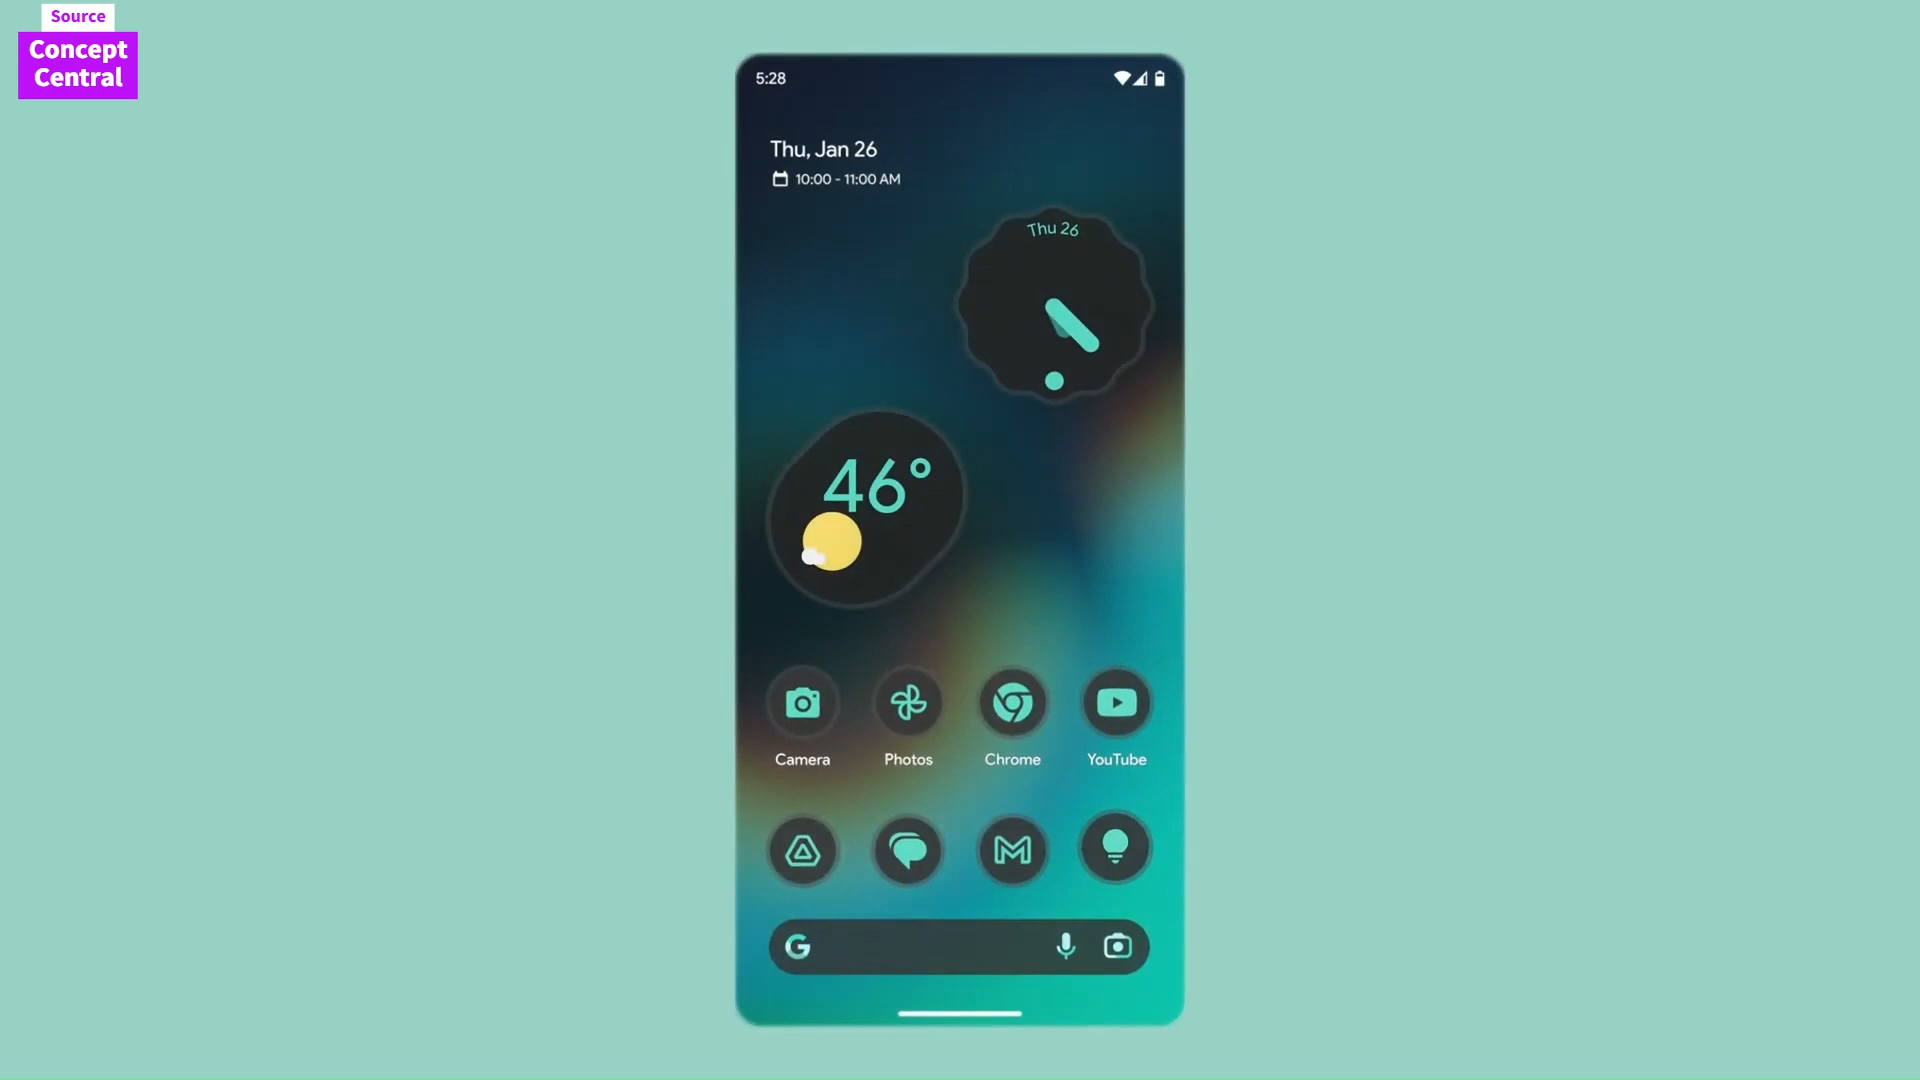 Source
Concept
Central
5:28
Thu, Jan 26
10:00 - 11:00 AM
Thu 26
46°
Camera
Photos
Chrome
YouTube